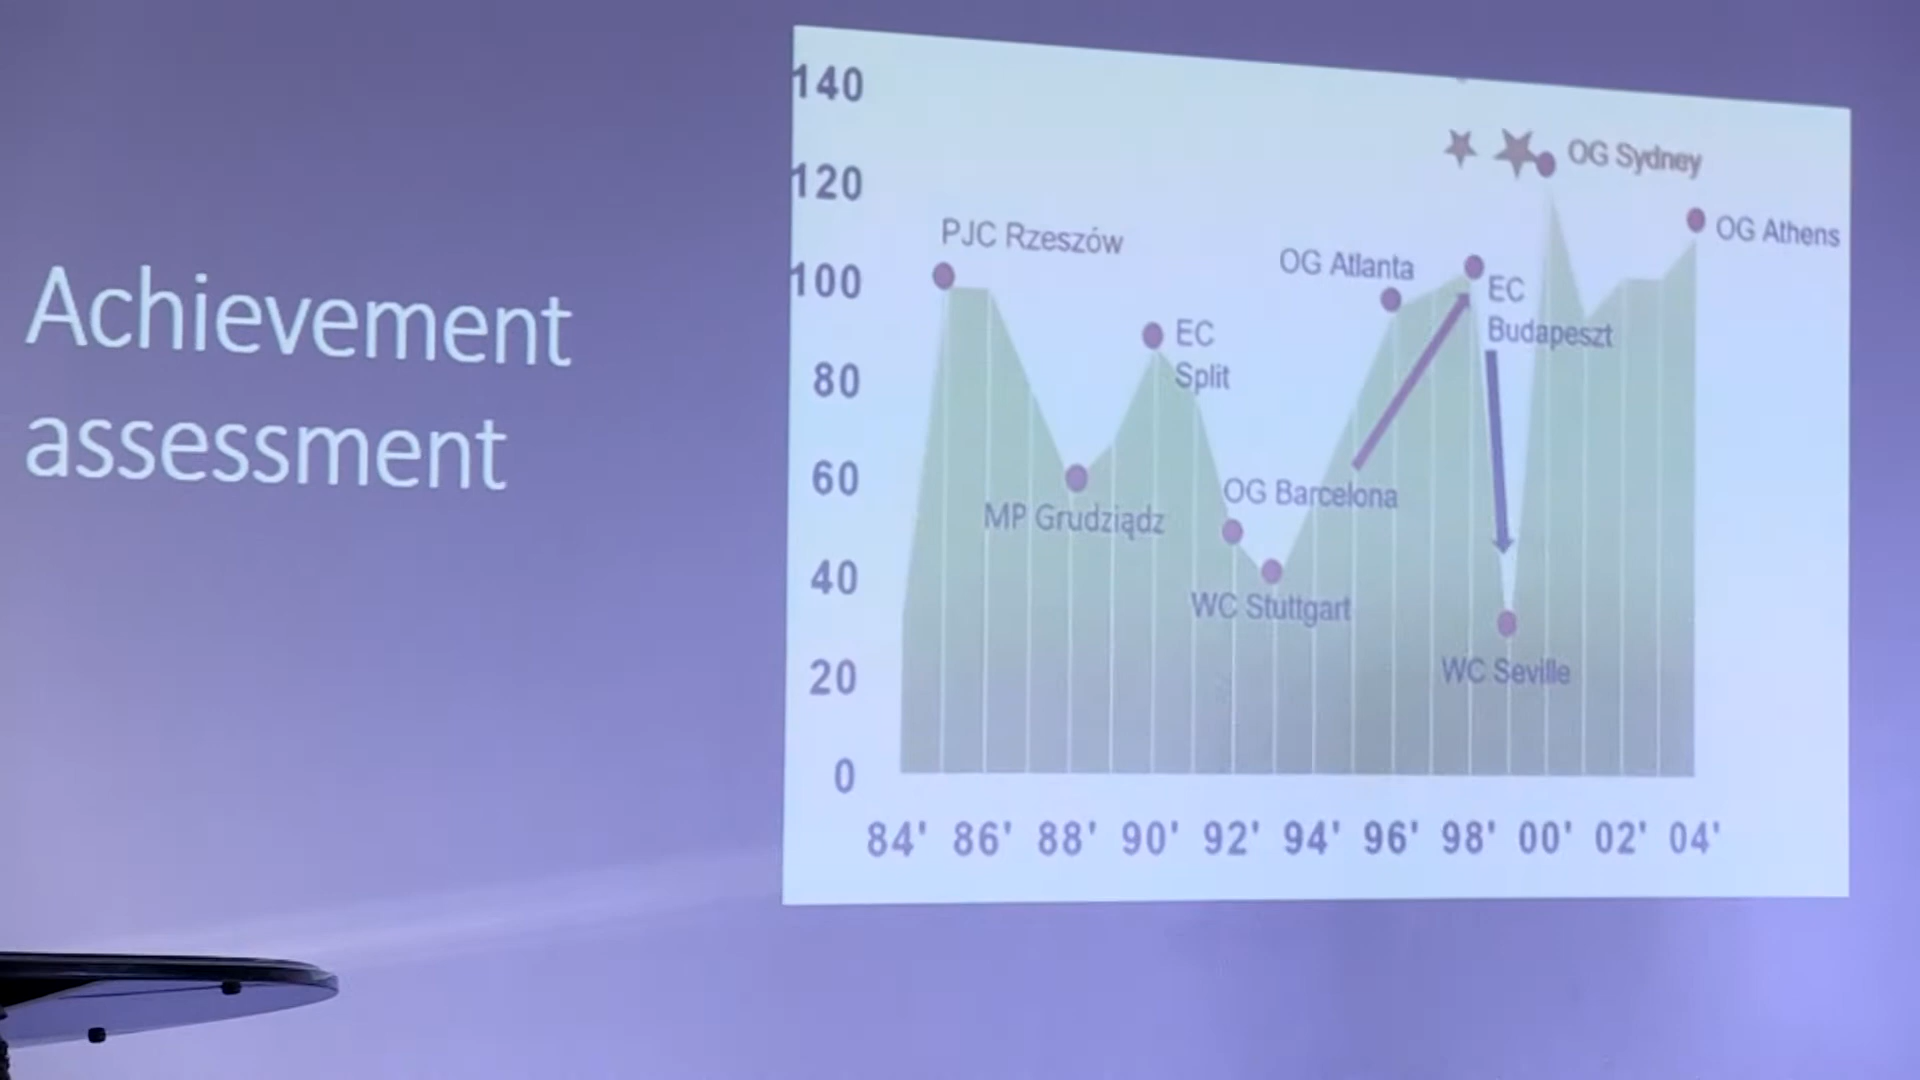 Achievement
assessment
140
120
100
80
60
40
20
0
PJC Rzeszów
MP Grudziądz
EC
Split
OG Barcelona
WC Stuttgart
OG Atlanta
EC
Budapeszt
WC Seville
OG Sydney
OG Athens
84' 86' 88' 90' 92' 94' 96' 98' 00' 02' 04'